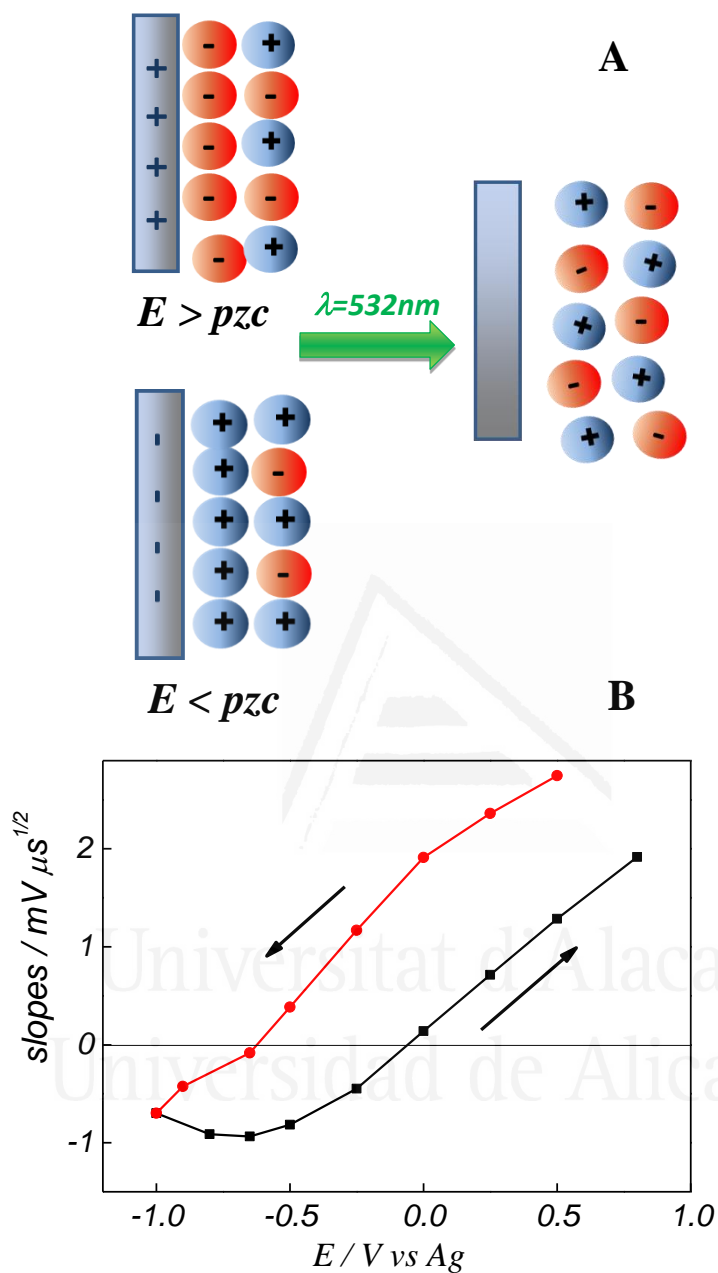 A
+ + + +
- + - - - + - - - +
E > pzc
λ=532nm
+ - - + + - - + + -
- - - -
+ + + - + + + - + +
E < pzc
B
slopes / mV μs^1/2
2
1
0
-1
-1.0 -0.5 0.0 0.5 1.0
E / V vs Ag
Universitat d'Alaca
Universidad de Alica